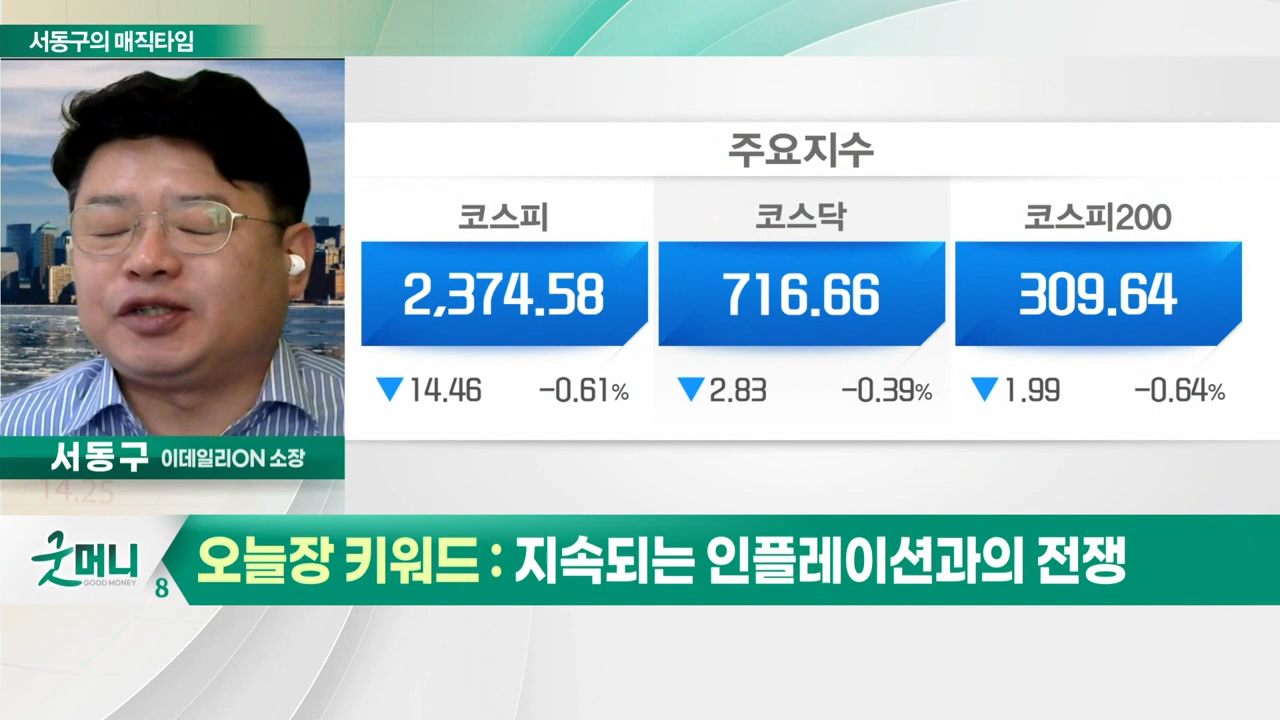 서동구의 매직타임
주요지수
코스피
코스닥
코스피200
2,374.58
716.66
309.64
▼14.46 -0.61%
▼2.83 -0.39%
▼1.99 -0.64%
서동구 이데일리ON 소장
14.25
굿머니
GOOD MONEY
8
오늘장 키워드 : 지속되는 인플레이션과의 전쟁